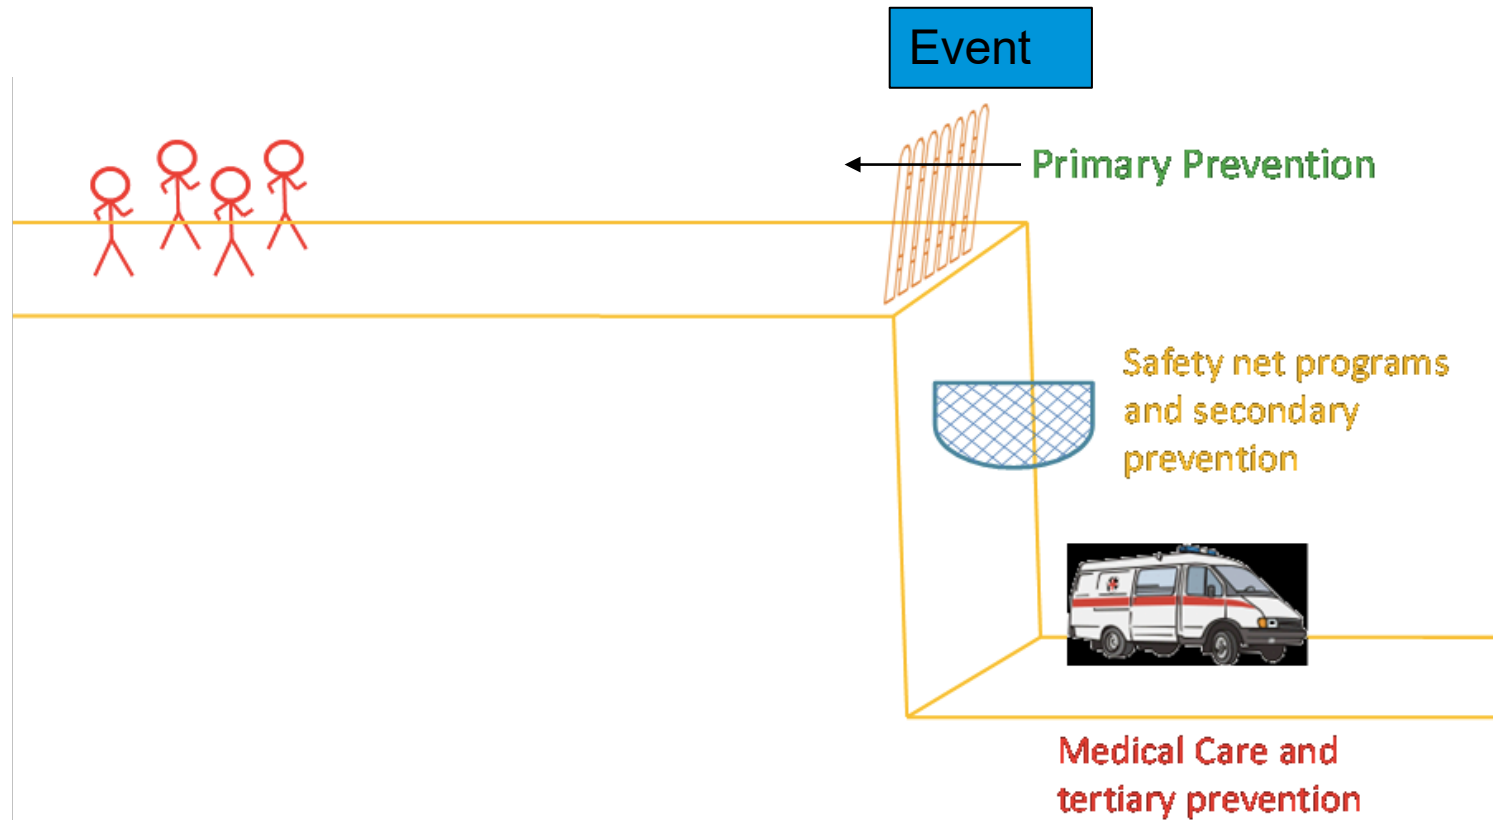 Event
Primary Prevention
Safety net programs
and secondary
prevention
Medical Care and
tertiary prevention